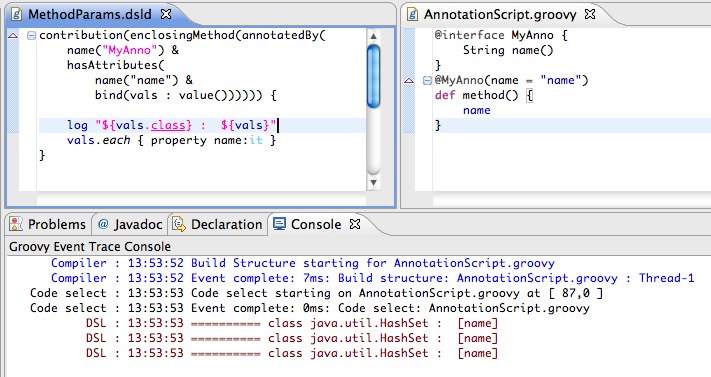 MethodParams.dsld
contribution(enclosingMethod(annotatedBy(
name("MyAnno") &
hasAttributes(
name("name") &
bind(vals : value()))))) {
log "${vals.class} :  ${vals}"
vals.each { property name:it }
}
AnnotationScript.groovy
@interface MyAnno {
String name()
}
@MyAnno(name = "name")
def method() {
name
}
Problems @ Javadoc Declaration Console
Groovy Event Trace Console
Compiler : 13:53:52 Build Structure starting for AnnotationScript.groovy
Compiler : 13:53:52 Event complete: 7ms: Build structure: AnnotationScript.groovy : Thread-1
Code select : 13:53:53 Code select starting on AnnotationScript.groovy at [ 87,0 ]
Code select : 13:53:53 Event complete: 0ms: Code select: AnnotationScript.groovy
DSL : 13:53:53 ========== class java.util.HashSet :  [name]
DSL : 13:53:53 ========== class java.util.HashSet :  [name]
DSL : 13:53:53 ========== class java.util.HashSet :  [name]